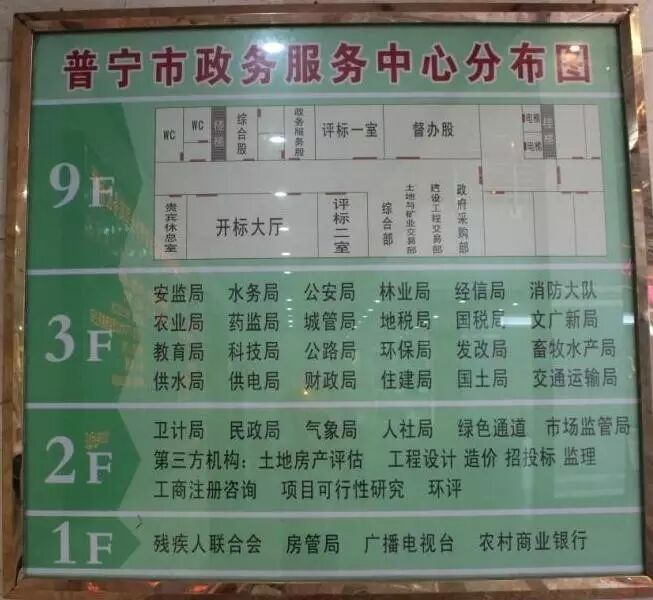 普宁市政务服务中心分布图
9F
WC
WC
楼梯
综合股
政务服务股
评标一室
督办股
电梯
电梯
楼梯
贵宾休息室
开标大厅
评标二室
综合部
土地与矿业交易部
建设工程交易部
政府采购部
3F
安监局 水务局 公安局 林业局 经信局 消防大队
农业局 药监局 城管局 地税局 国税局 文广新局
教育局 科技局 公路局 环保局 发改局 畜牧水产局
供水局 供电局 财政局 住建局 国土局 交通运输局
2F
卫计局 民政局 气象局 人社局 绿色通道 市场监管局
第三方机构：土地房产评估 工程设计 造价 招投标 监理
工商注册咨询 项目可行性研究 环评
1F
残疾人联合会 房管局 广播电视台 农村商业银行